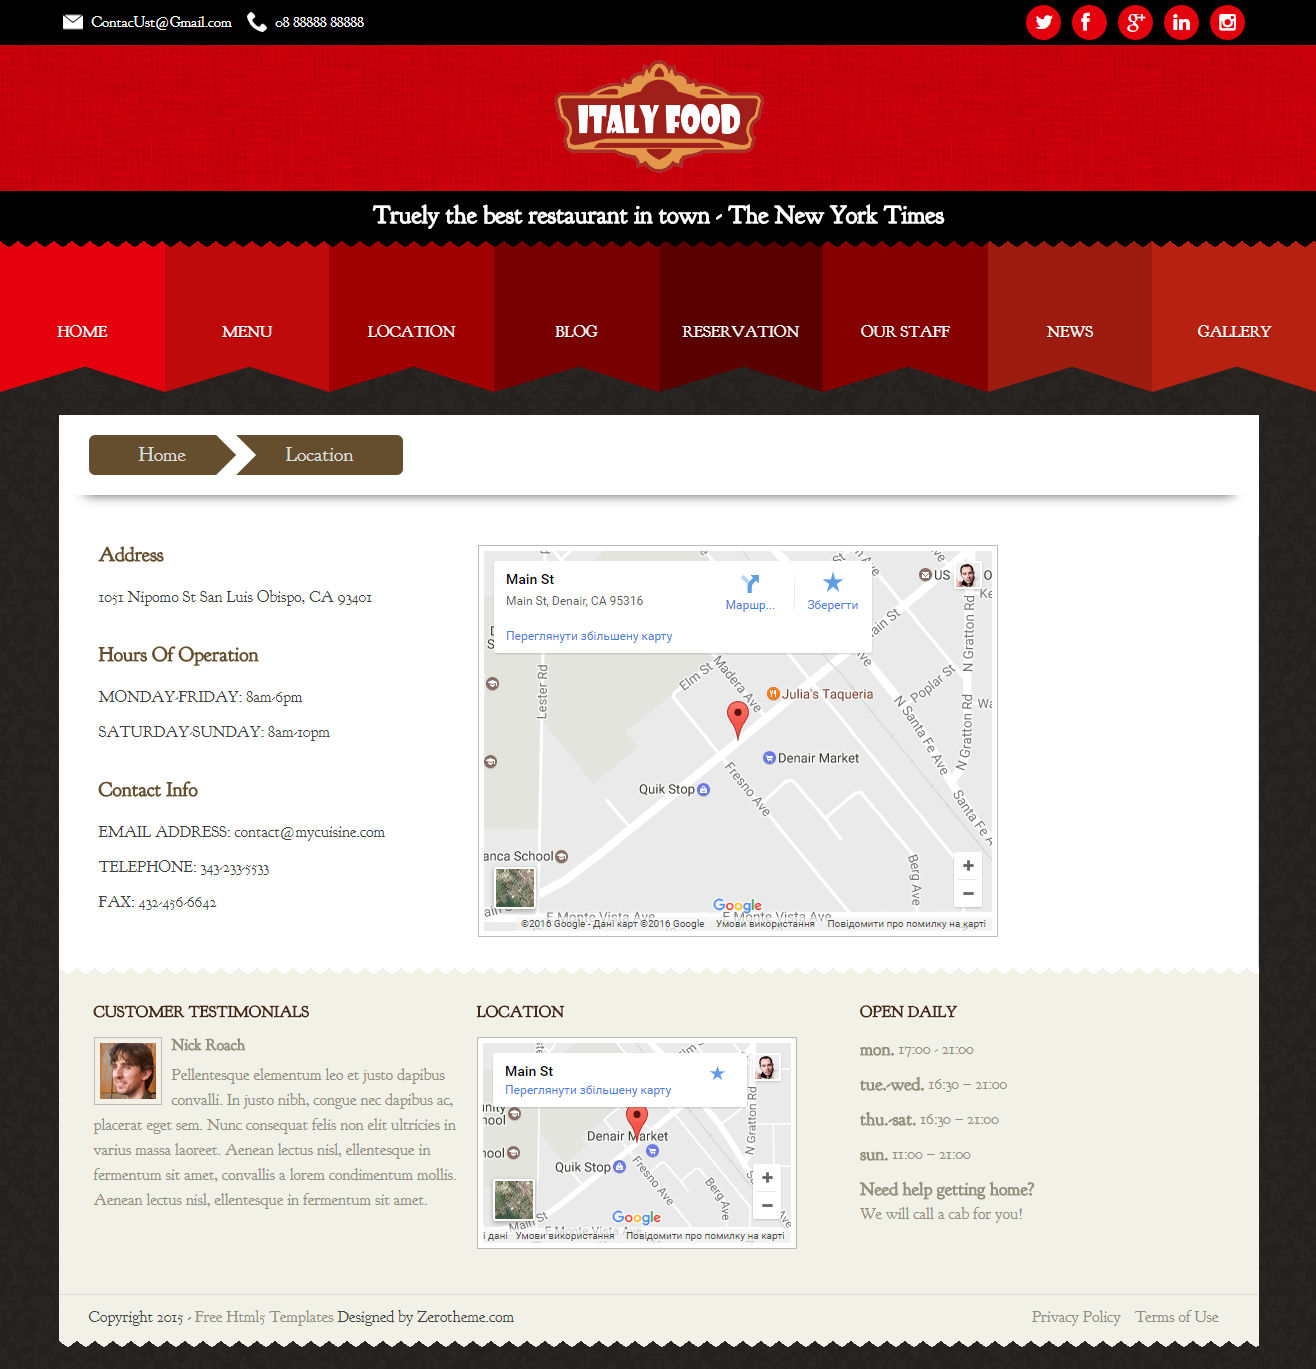 ContacUst@Gmail.com 08 88888 88888
ITALY FOOD
Truely the best restaurant in town - The New York Times
HOME MENU LOCATION BLOG RESERVATION OUR STAFF NEWS GALLERY
Home Location
Address
1051 Nipomo St San Luis Obispo, CA 93401
Hours Of Operation
MONDAY-FRIDAY: 8am-6pm
SATURDAY-SUNDAY: 8am-10pm
Contact Info
EMAIL ADDRESS: contact@mycuisine.com
TELEPHONE: 343-233-5533
FAX: 432-456-6642
Main St
Main St, Denair, CA 95316
Маршр... Зберегти
Переглянути збільшену карту
US
Lester Rd
Elm St
Madera Ave
Julia's Taqueria
Poplar St
N Gratton Rd
N Gratton Rd
N Santa Fe Ave
Denair Market
Quik Stop
Fresno Ave
Santa Fe A
anca School
Berg Ave
E Monte Vista Ave
E Monte Vista Ave
Google
©2016 Google - Дані карт ©2016 Google Умови використання Повідомити про помилку на карті
CUSTOMER TESTIMONIALS
Nick Roach
Pellentesque elementum leo et justo dapibus
convalli. In justo nibh, congue nec dapibus ac,
placerat eget sem. Nunc consequat felis non elit ultricies in
varius massa laoreet. Aenean lectus nisl, ellentesque in
fermentum sit amet, convallis a lorem condimentum mollis.
Aenean lectus nisl, ellentesque in fermentum sit amet.
LOCATION
Main St
Переглянути збільшену карту
N Gratton Rd
Denair Market
Quik Stop
Fresno Ave
Berg Ave
Main St
E Monte Vista Ave
Google
і дані Умови використання Повідомити про помилку на карті
OPEN DAILY
mon. 17:00 - 21:00
tue.-wed. 16:30 – 21:00
thu.-sat. 16:30 – 21:00
sun. 11:00 – 21:00
Need help getting home?
We will call a cab for you!
Copyright 2015 - Free Html5 Templates Designed by Zerotheme.com
Privacy Policy Terms of Use